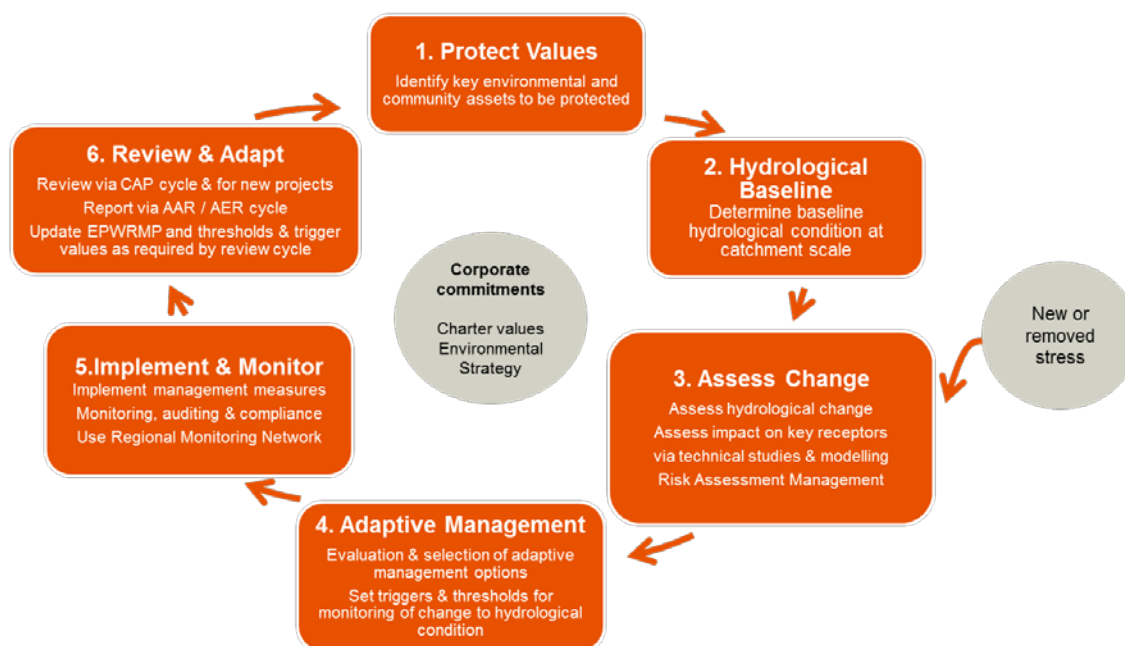 1. Protect Values
Identify key environmental and
community assets to be protected
2. Hydrological
Baseline
Determine baseline
hydrological condition at
catchment scale
New or
removed
stress
3. Assess Change
Assess hydrological change
Assess impact on key receptors
via technical studies & modelling
Risk Assessment Management
4. Adaptive Management
Evaluation & selection of adaptive
management options
Set triggers & thresholds for
monitoring of change to hydrological
condition
5.Implement & Monitor
Implement management measures
Monitoring, auditing & compliance
Use Regional Monitoring Network
6. Review & Adapt
Review via CAP cycle & for new projects
Report via AAR / AER cycle
Update EPWRMP and thresholds & trigger
values as required by review cycle
Corporate
commitments
Charter values
Environmental
Strategy